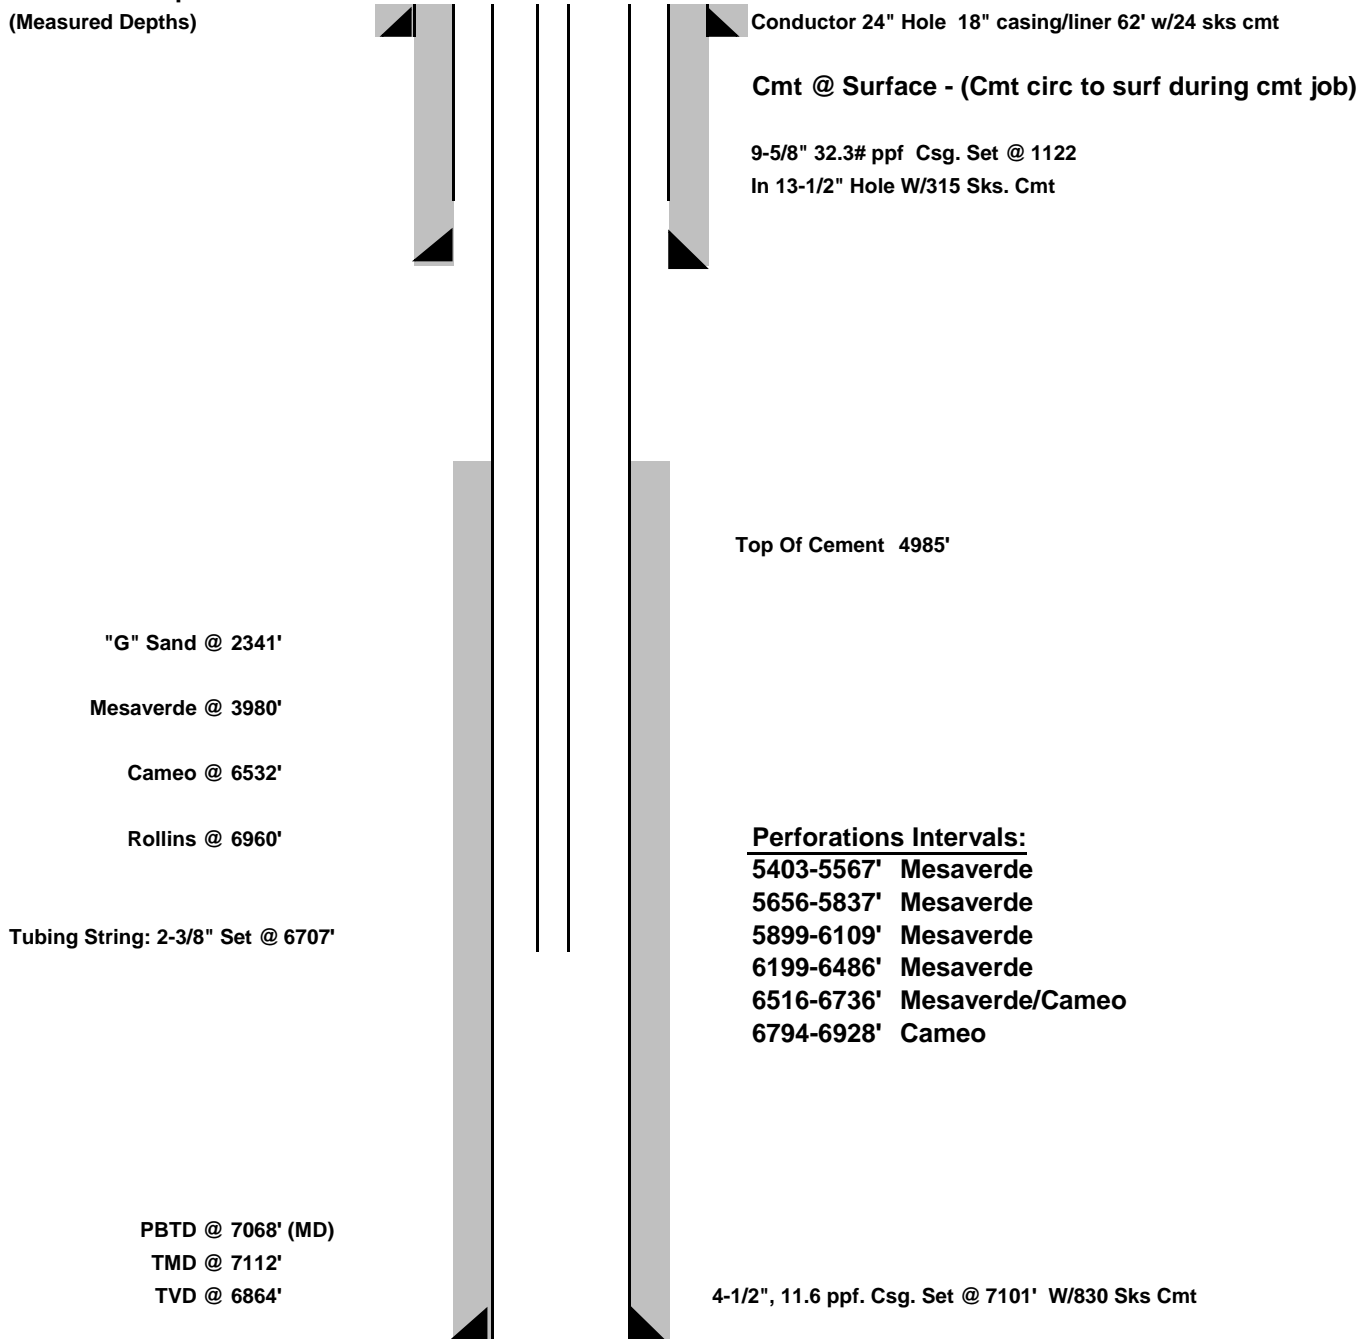 (Measured Depths)
Conductor 24" Hole 18" casing/liner 62' w/24 sks cmt
Cmt @ Surface - (Cmt circ to surf during cmt job)
9-5/8" 32.3# ppf Csg. Set @ 1122
In 13-1/2" Hole W/315 Sks. Cmt
Top Of Cement 4985'
"G" Sand @ 2341'
Mesaverde @ 3980'
Cameo @ 6532'
Rollins @ 6960'
Tubing String: 2-3/8" Set @ 6707'
Perforations Intervals:
5403-5567' Mesaverde
5656-5837' Mesaverde
5899-6109' Mesaverde
6199-6486' Mesaverde
6516-6736' Mesaverde/Cameo
6794-6928' Cameo
PBTD @ 7068' (MD)
TMD @ 7112'
TVD @ 6864'
4-1/2", 11.6 ppf. Csg. Set @ 7101' W/830 Sks Cmt